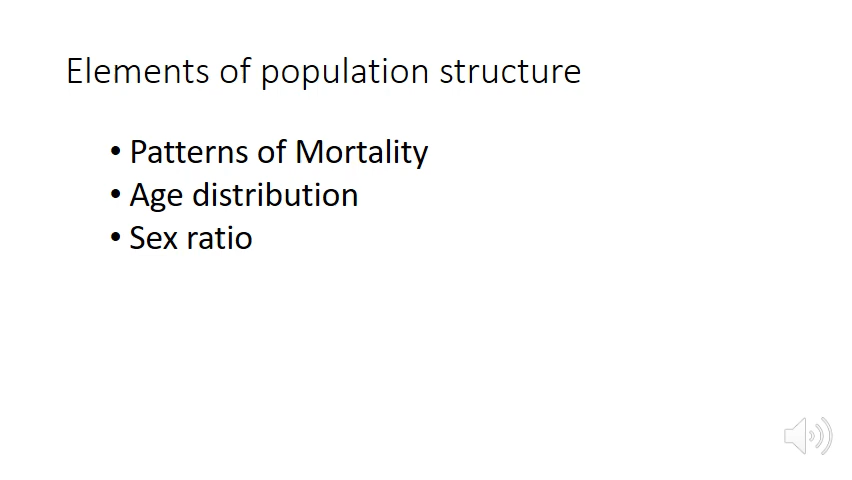 Elements of population structure
• Patterns of Mortality
• Age distribution
• Sex ratio